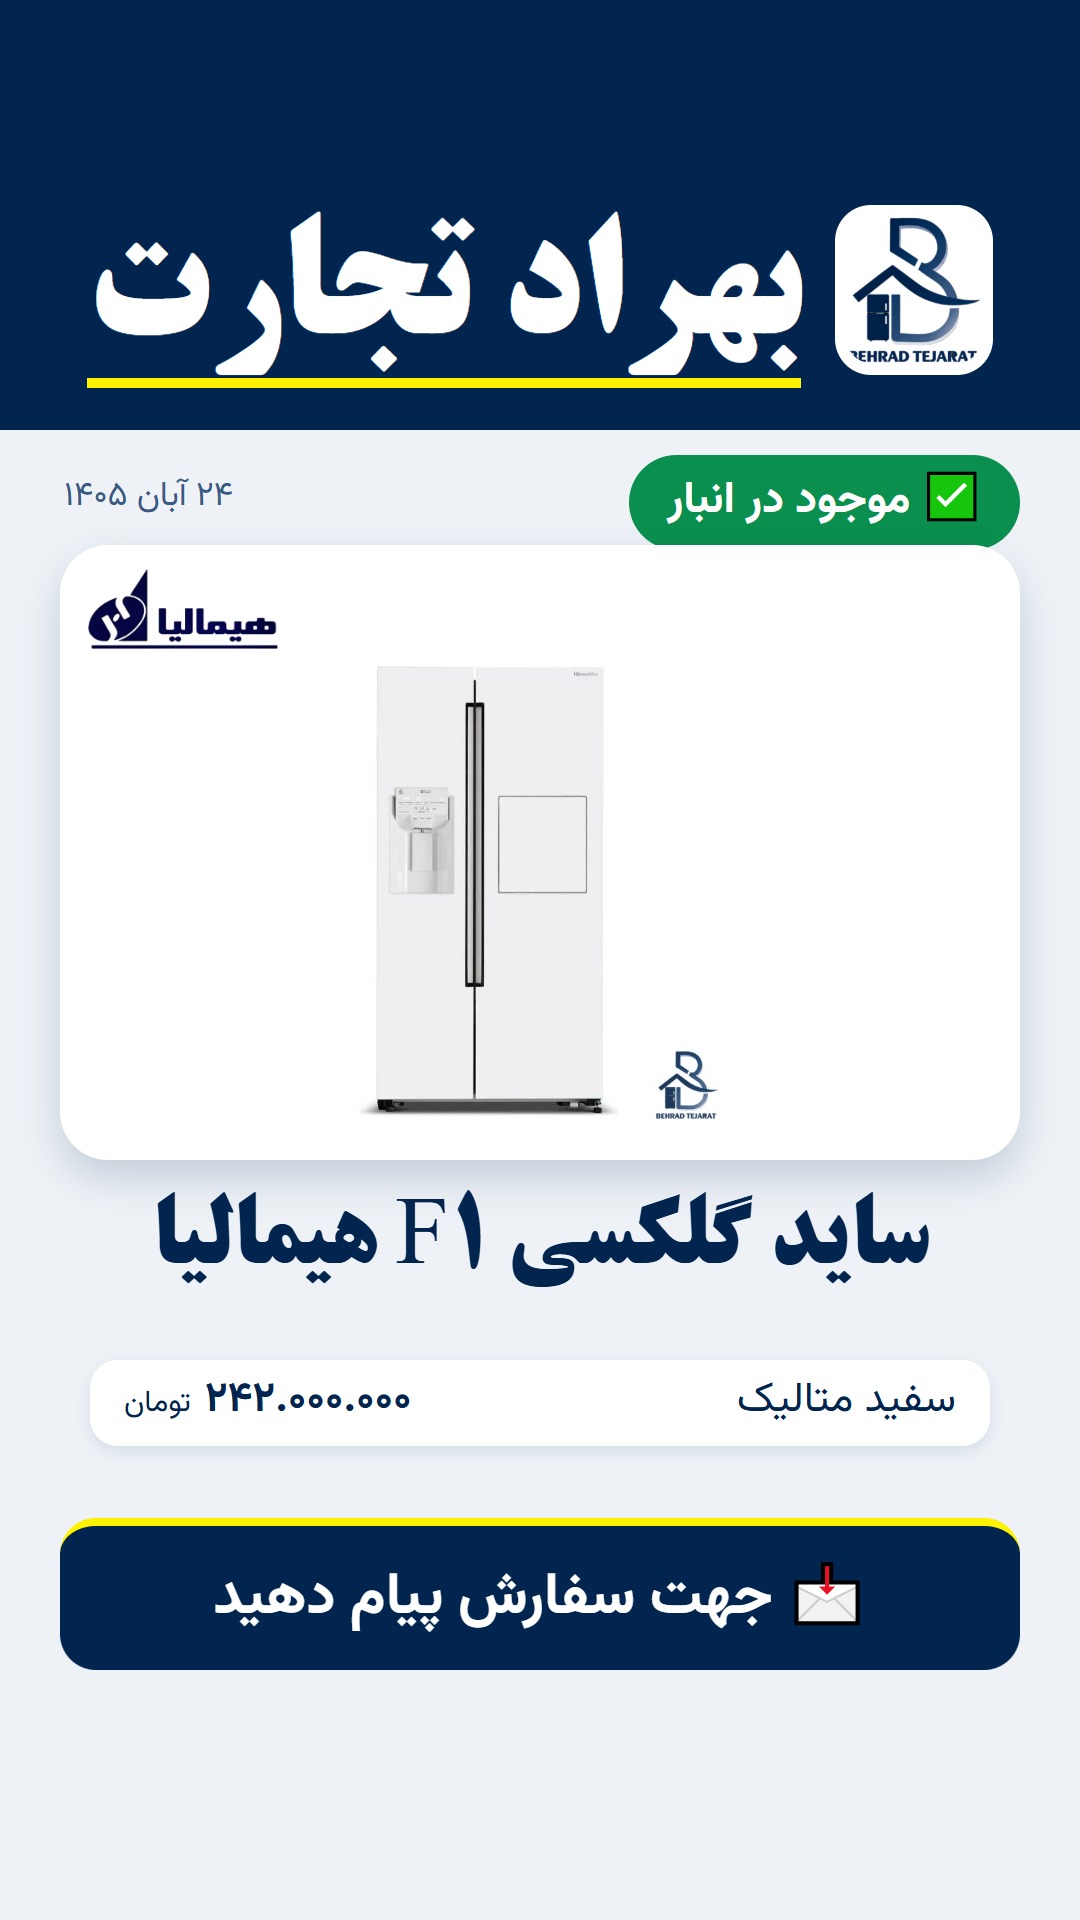 بهراد تجارت
BEHRAD TEJARAT
✅ موجود در انبار
۲۴ آبان ۱۴۰۵
هیمالیا
BEHRAD TEJARAT
ساید گلکسی F۱ هیمالیا
سفید متالیک
۲۴۲.۰۰۰.۰۰۰ تومان
📩 جهت سفارش پیام دهید